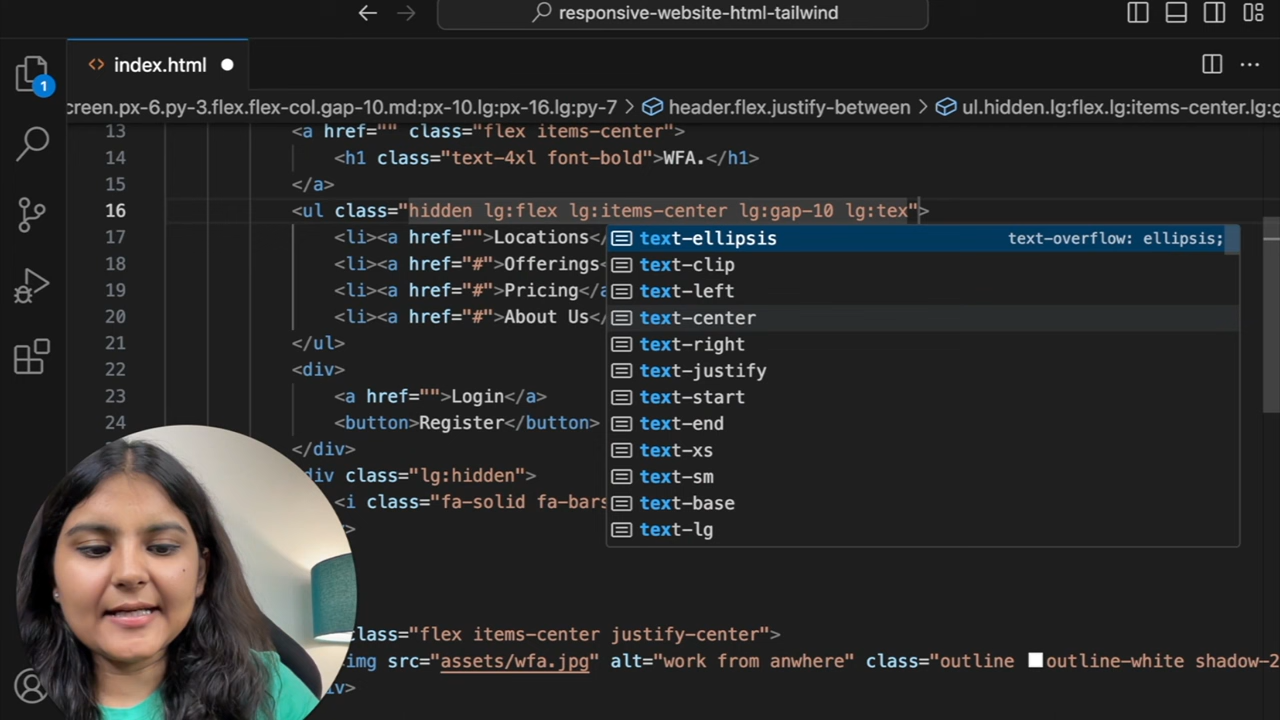 responsive-website-html-tailwind
index.html
1
creen.px-6.py-3.flex.flex-col.gap-10.md:px-10.lg:px-16.lg:py-7 > header.flex.justify-between > ul.hidden.lg:flex.lg:items-center.lg:g
13 <a href="" class="flex items-center">
14 <h1 class="text-4xl font-bold">WFA.</h1>
15 </a>
16 <ul class="hidden lg:flex lg:items-center lg:gap-10 lg:tex">
17 <li><a href="">Locations</
18 <li><a href="#">Offerings<
19 <li><a href="#">Pricing</a
20 <li><a href="#">About Us</
21 </ul>
22 <div>
23 <a href="">Login</a>
24 <button>Register</button>
</div>
div class="lg:hidden">
<i class="fa-solid fa-bars
>
text-ellipsis text-overflow: ellipsis;
text-clip
text-left
text-center
text-right
text-justify
text-start
text-end
text-xs
text-sm
text-base
text-lg
class="flex items-center justify-center">
img src="assets/wfa.jpg" alt="work from anwhere" class="outline outline-white shadow-2
iv>